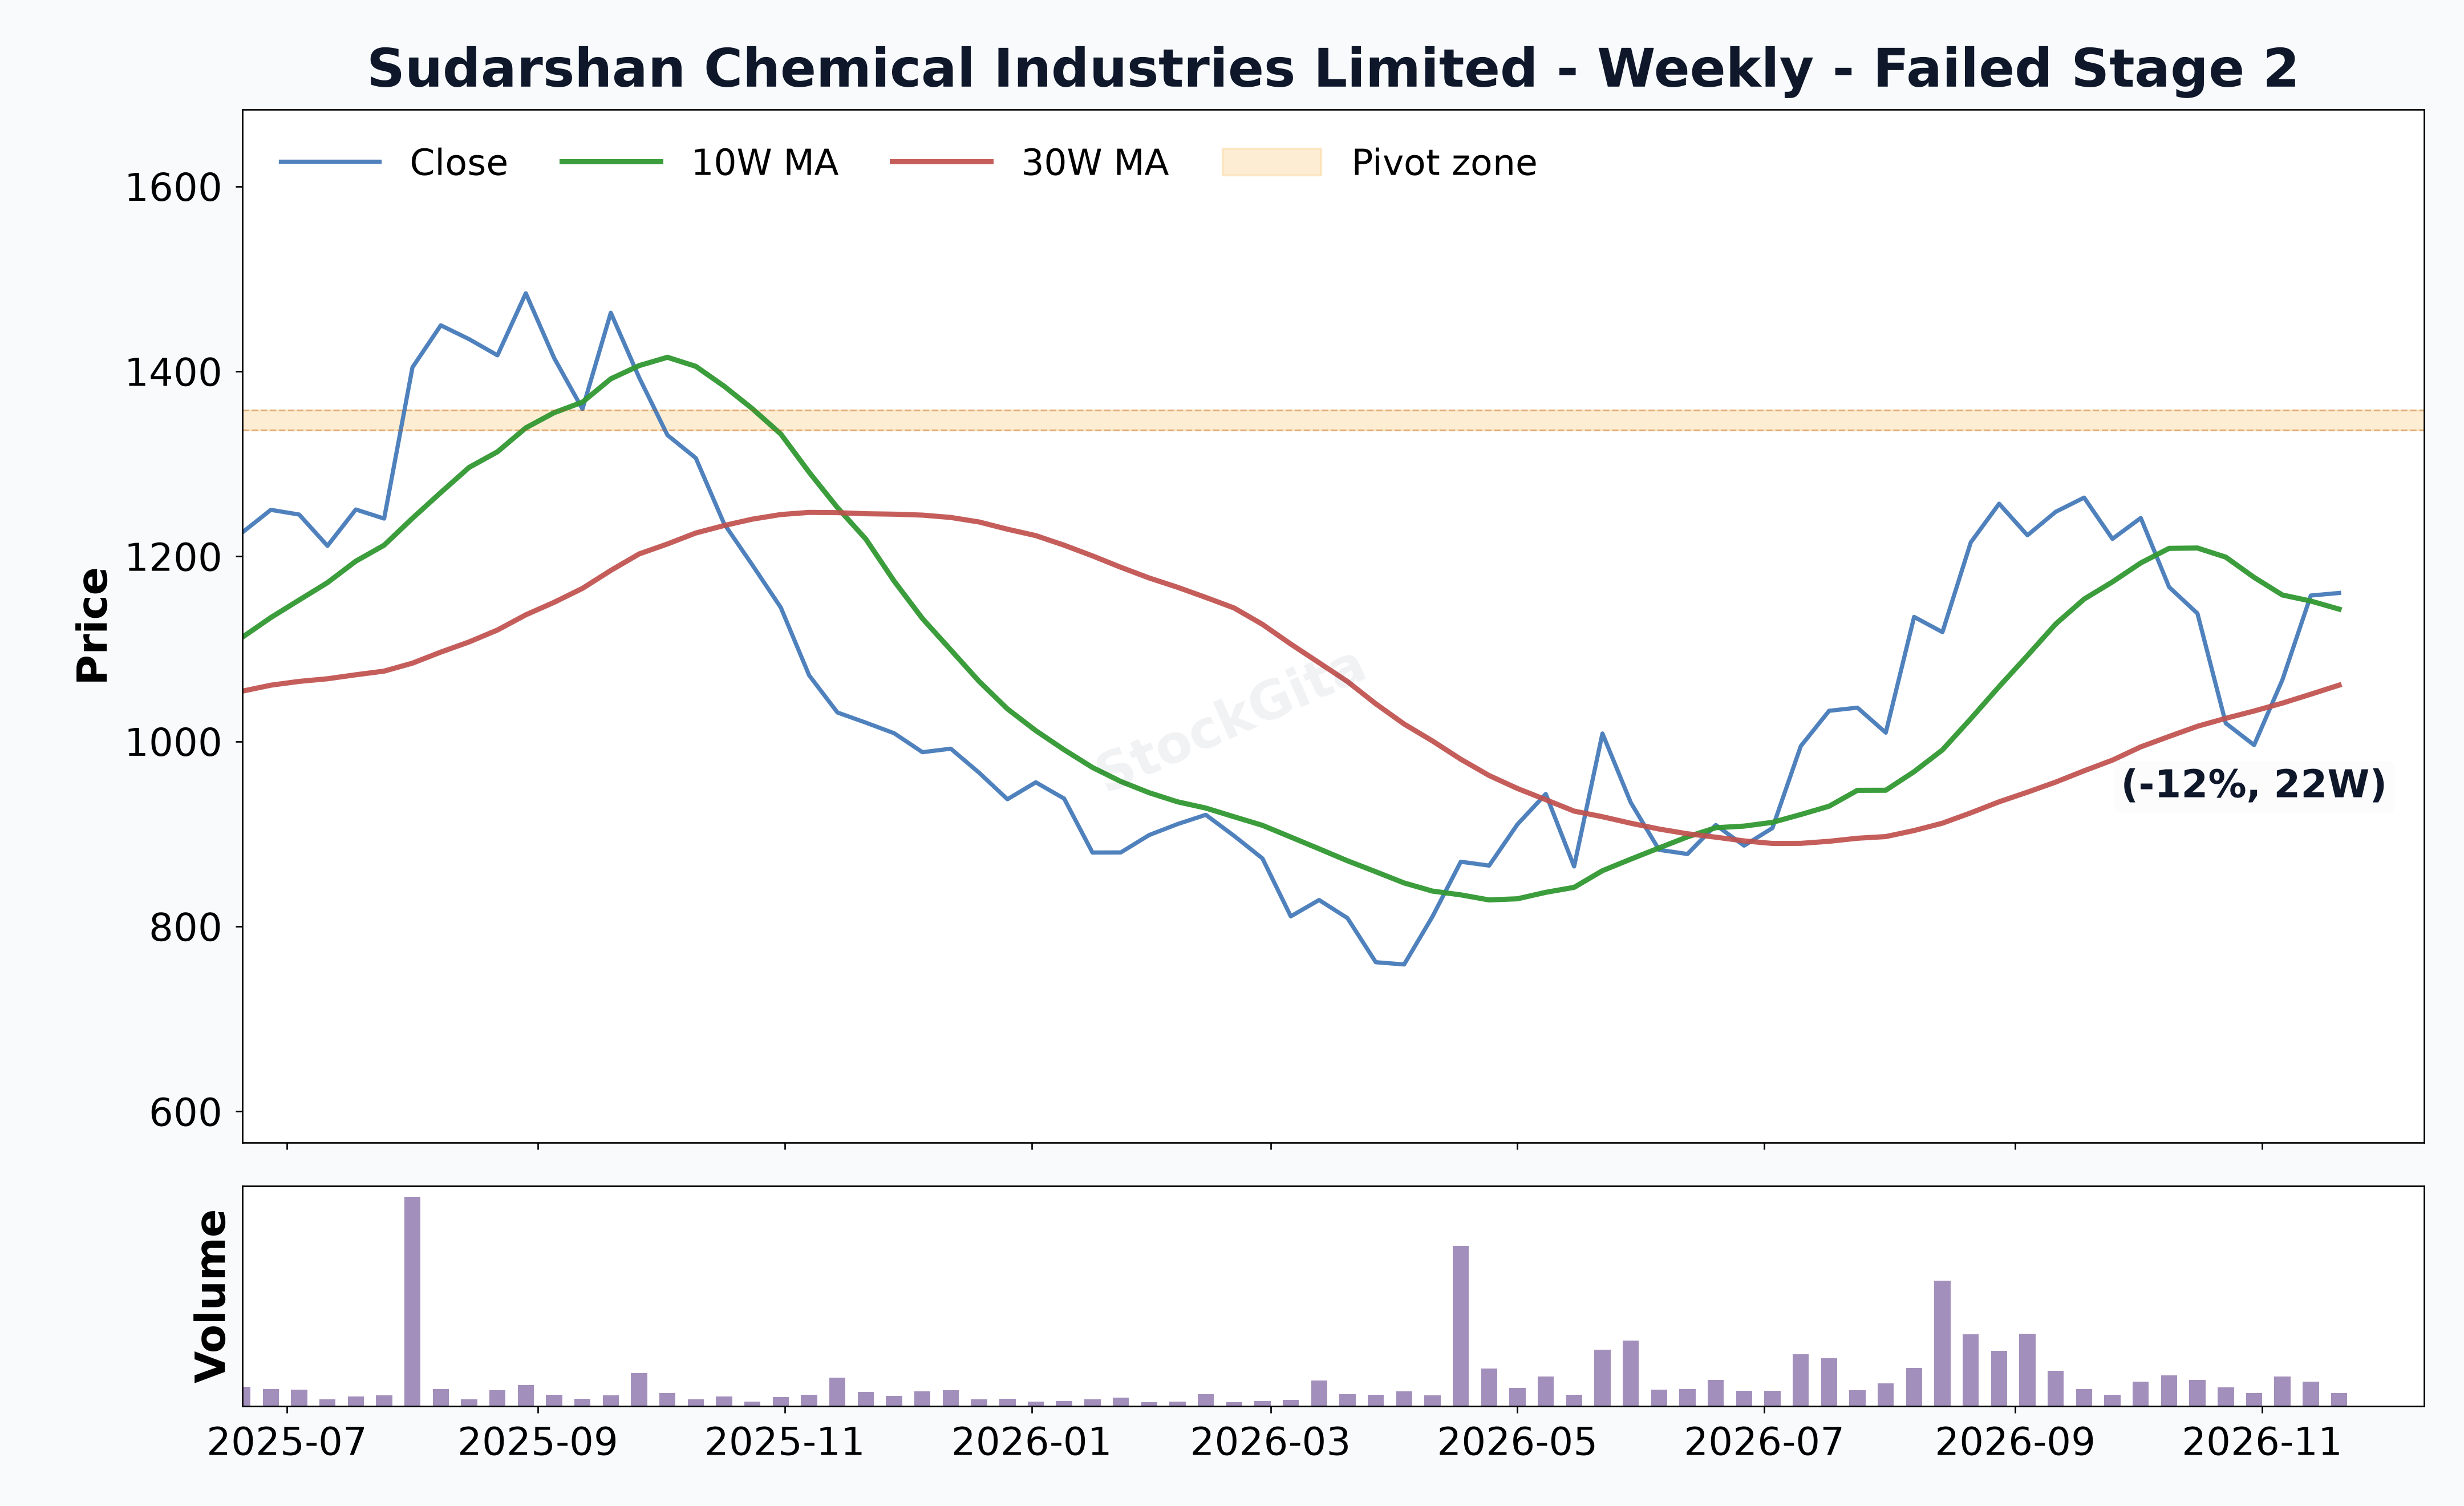 Sudarshan Chemical Industries Limited - Weekly - Failed Stage 2
Close 10W MA 30W MA Pivot zone
1600
1400
1200
1000
800
600
Price
StockGita
(-12%, 22W)
Volume
2025-07 2025-09 2025-11 2026-01 2026-03 2026-05 2026-07 2026-09 2026-11